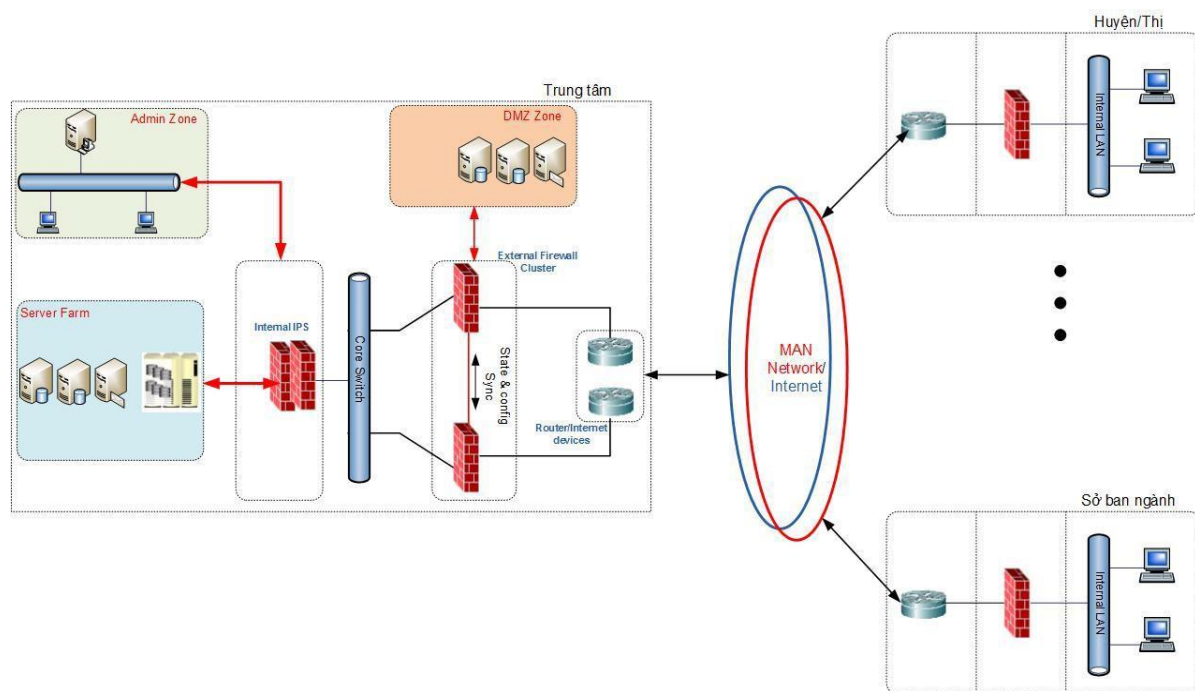 Huyện/Thị
Trung tâm
Admin Zone
DMZ Zone
Internal LAN
External Firewall
Cluster
Server Farm
Internal IPS
Core Switch
State & config
Sync
Router/Internet
devices
MAN
Network/
Internet
Sở ban ngành
Internal LAN